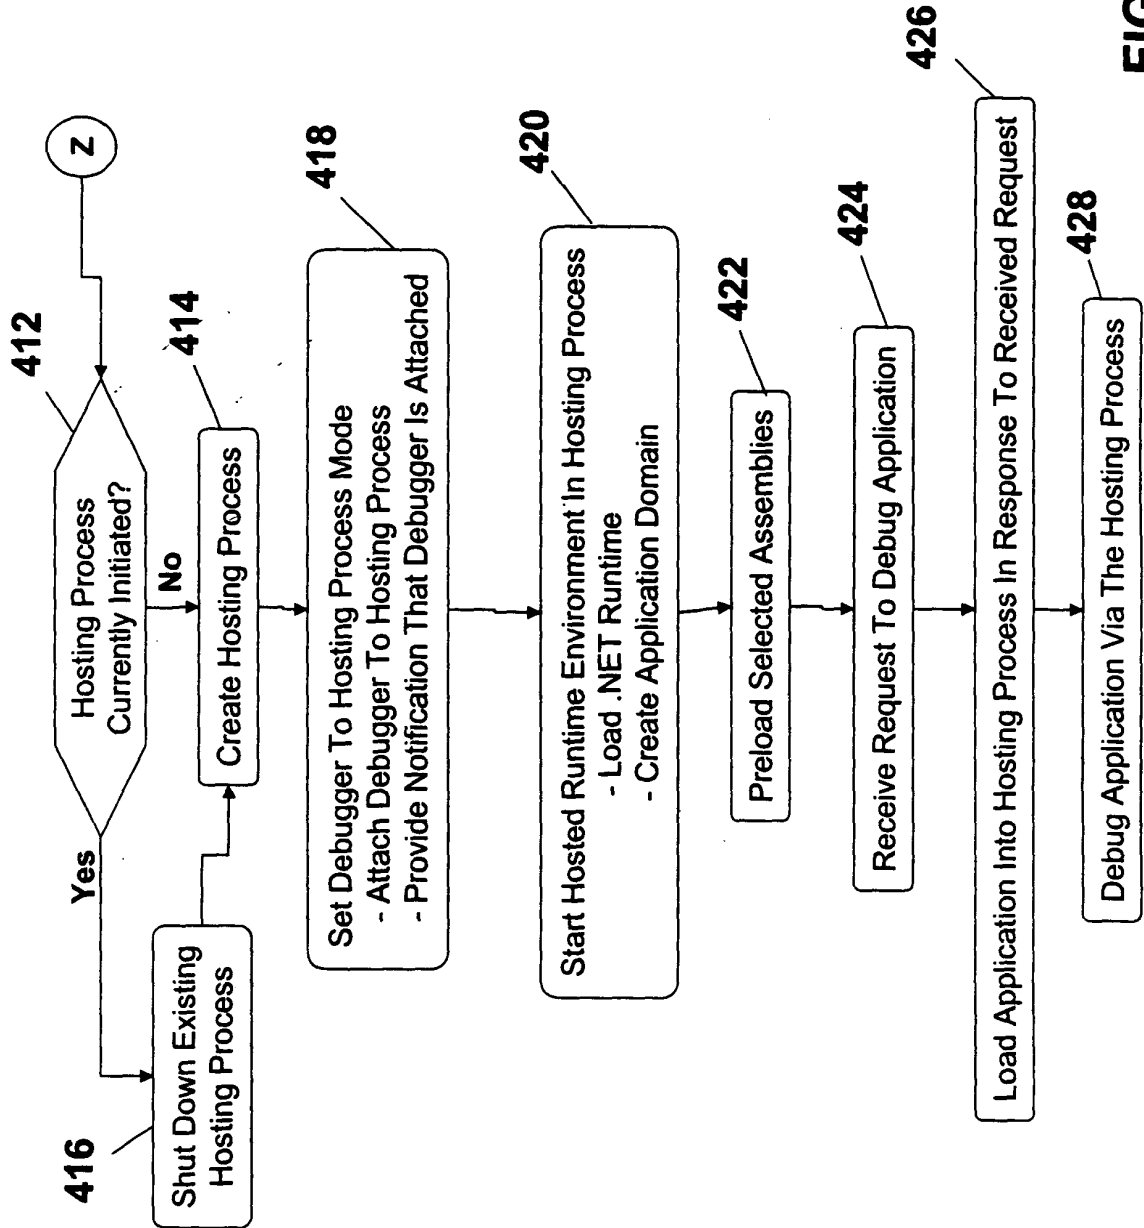 Z
412
Hosting Process
Currently Initiated?
Yes
No
416
Shut Down Existing
Hosting Process
414
Create Hosting Process
418
Set Debugger To Hosting Process Mode
- Attach Debugger To Hosting Process
- Provide Notification That Debugger Is Attached
420
Start Hosted Runtime Environment In Hosting Process
- Load .NET Runtime
- Create Application Domain
422
Preload Selected Assemblies
424
Receive Request To Debug Application
426
Load Application Into Hosting Process In Response To Received Request
428
Debug Application Via The Hosting Process